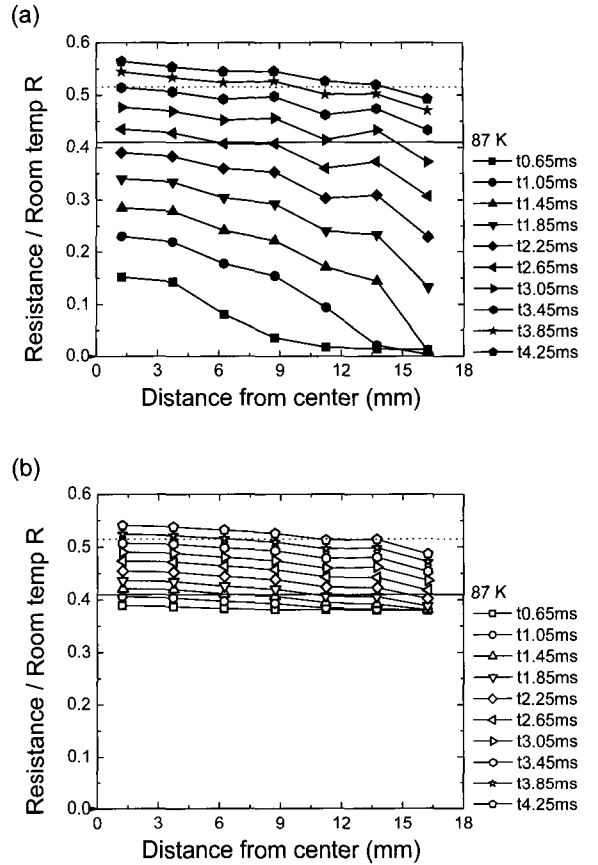 (a)
Resistance / Room temp R
0.6
0.5
0.4
0.3
0.2
0.1
0.0
0
3
6
9
12
15
18
Distance from center (mm)
87 K
t0.65ms
t1.05ms
t1.45ms
t1.85ms
t2.25ms
t2.65ms
t3.05ms
t3.45ms
t3.85ms
t4.25ms
(b)
Resistance / Room temp R
0.6
0.5
0.4
0.3
0.2
0.1
0.0
0
3
6
9
12
15
18
Distance from center (mm)
87 K
t0.65ms
t1.05ms
t1.45ms
t1.85ms
t2.25ms
t2.65ms
t3.05ms
t3.45ms
t3.85ms
t4.25ms